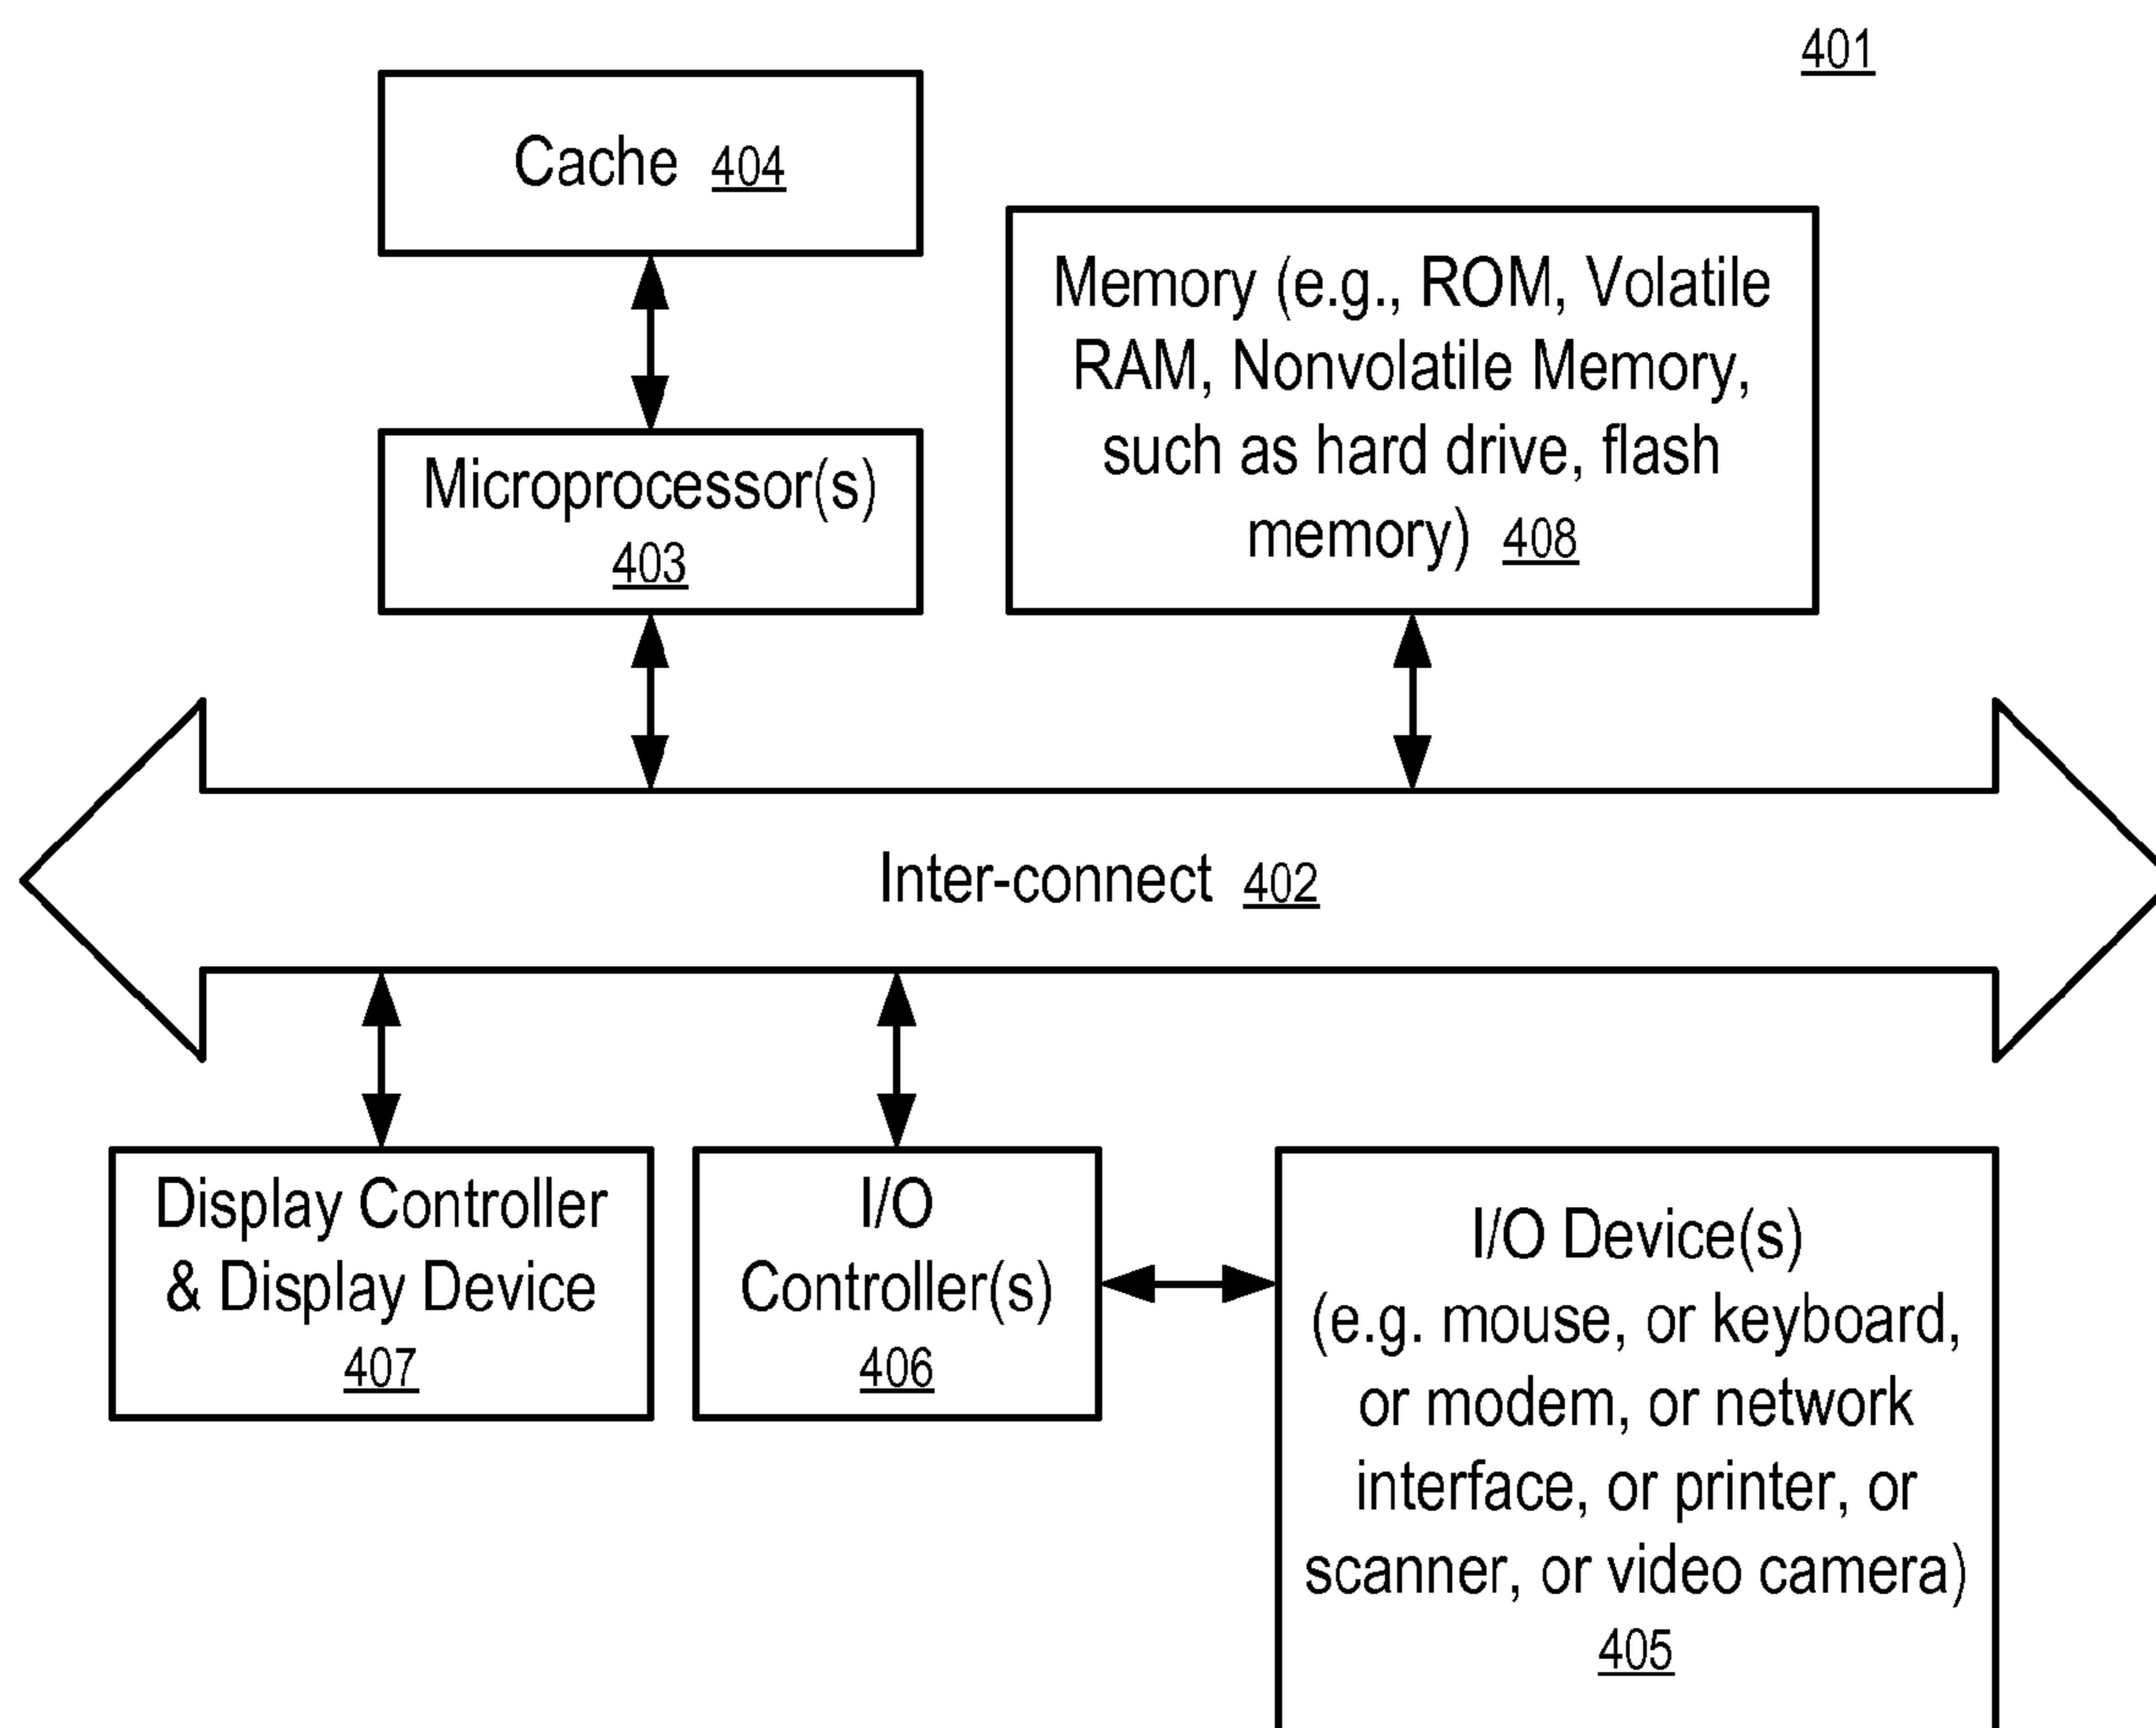 401
Cache 404
Memory (e.g., ROM, Volatile
RAM, Nonvolatile Memory,
such as hard drive, flash
memory) 408
Microprocessor(s)
403
Inter-connect 402
Display Controller
& Display Device
407
I/O
Controller(s)
406
I/O Device(s)
(e.g. mouse, or keyboard,
or modem, or network
interface, or printer, or
scanner, or video camera)
405